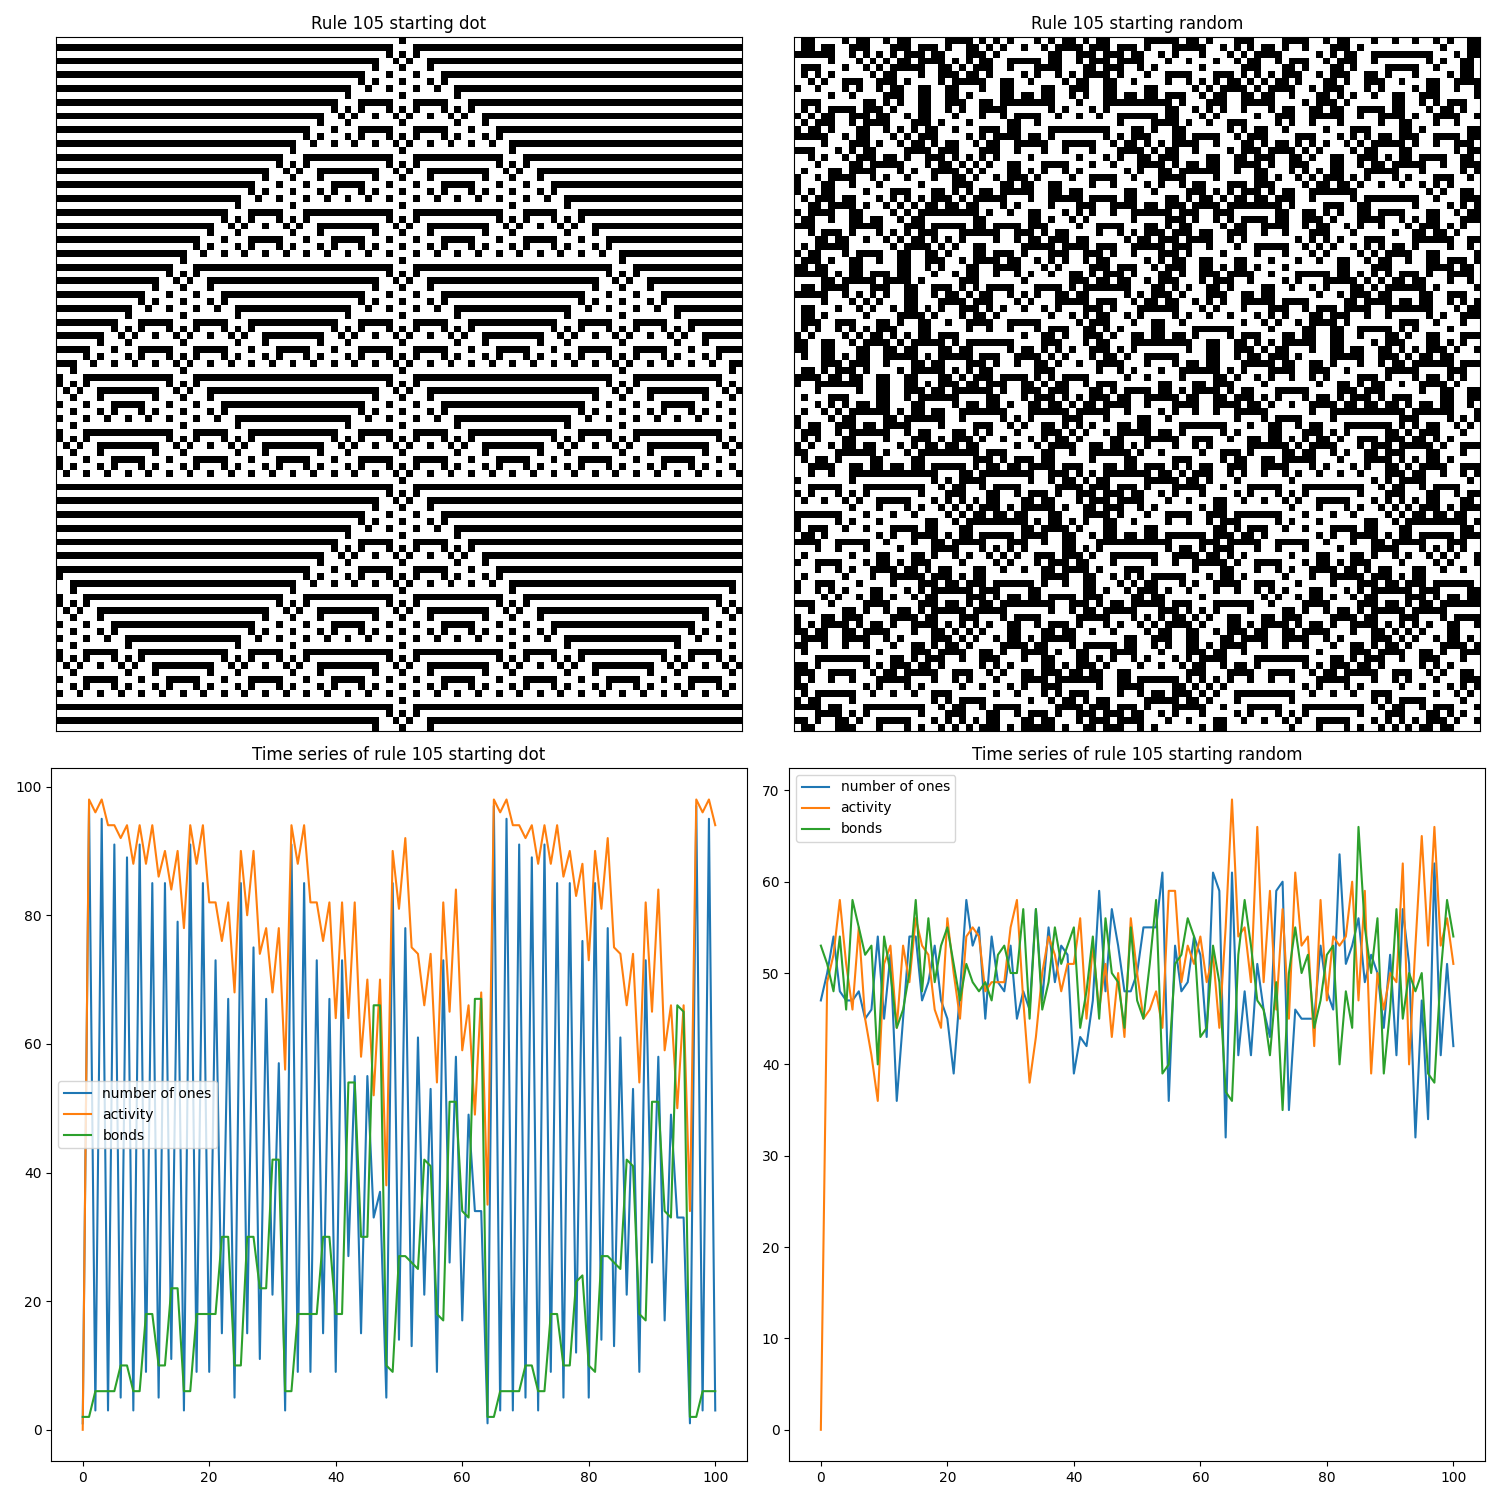 Rule 105 starting dot
Rule 105 starting random
Time series of rule 105 starting dot
100
80
60
40
20
0
number of ones
activity
bonds
0 20 40 60 80 100
Time series of rule 105 starting random
70
60
50
40
30
20
10
0
number of ones
activity
bonds
0 20 40 60 80 100